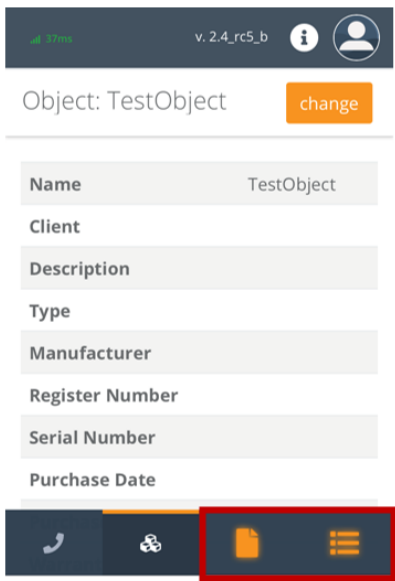 37ms
v. 2.4_rc5_b
Object: TestObject
change
Name TestObject
Client
Description
Type
Manufacturer
Register Number
Serial Number
Purchase Date